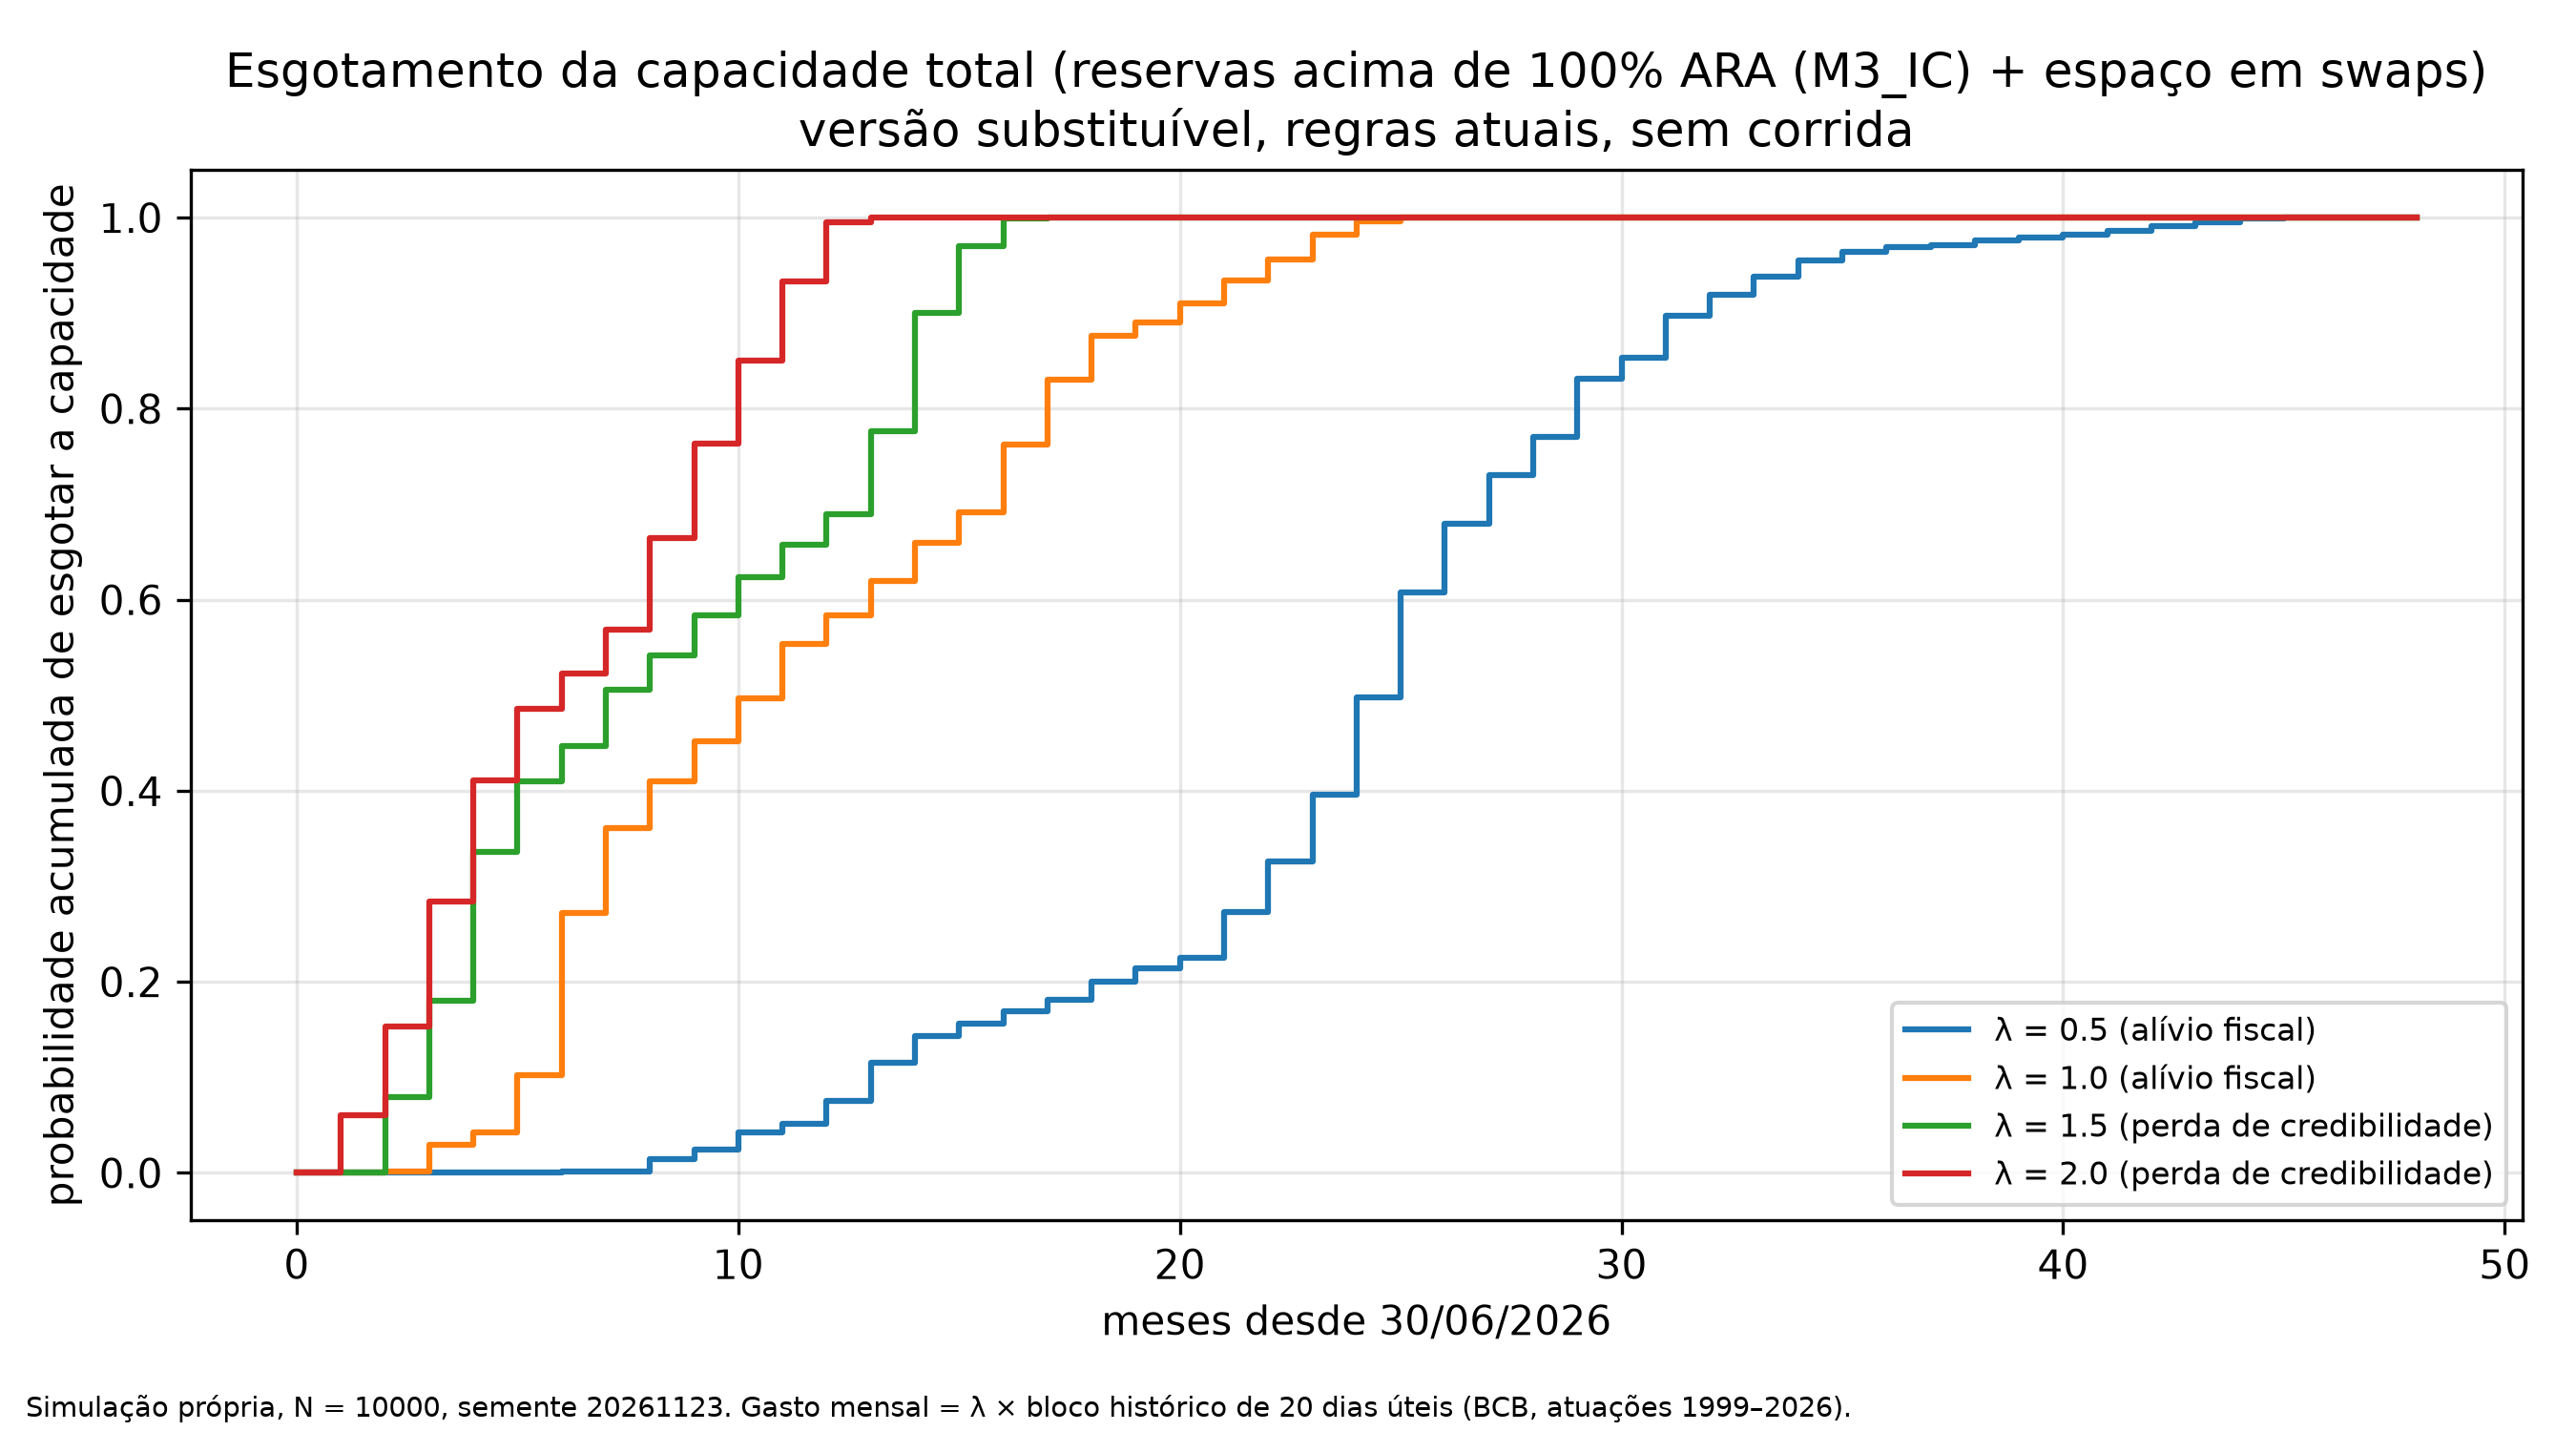 Esgotamento da capacidade total (reservas acima de 100% ARA (M3_IC) + espaço em swaps)
versão substituível, regras atuais, sem corrida
probabilidade acumulada de esgotar a capacidade
1.0
0.8
0.6
0.4
0.2
0.0
λ = 0.5 (alívio fiscal)
λ = 1.0 (alívio fiscal)
λ = 1.5 (perda de credibilidade)
λ = 2.0 (perda de credibilidade)
0 10 20 30 40 50
meses desde 30/06/2026
Simulação própria, N = 10000, semente 20261123. Gasto mensal = λ × bloco histórico de 20 dias úteis (BCB, atuações 1999–2026).